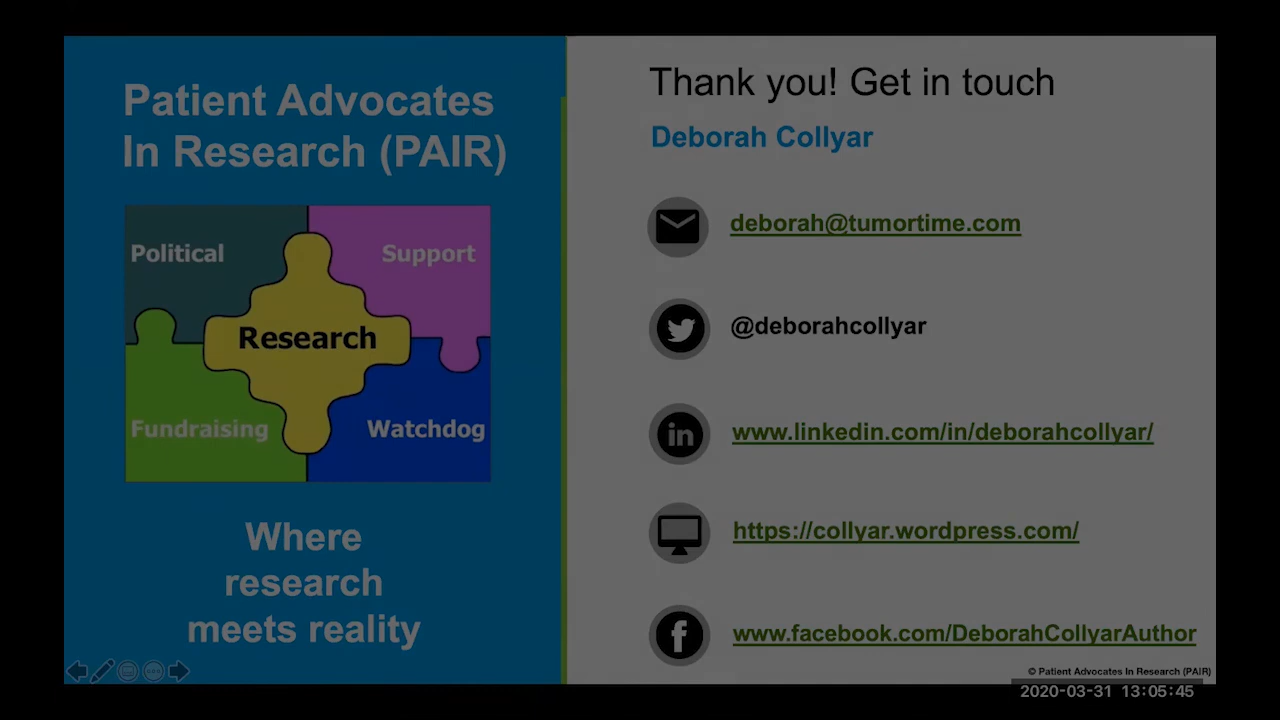 Patient Advocates
In Research (PAIR)
Political
Support
Research
Fundraising
Watchdog
Where
research
meets reality
Thank you! Get in touch
Deborah Collyar
deborah@tumortime.com
@deborahcollyar
in
www.linkedin.com/in/deborahcollyar/
https://collyar.wordpress.com/
f
www.facebook.com/DeborahCollyarAuthor
© Patient Advocates In Research (PAIR)
2020-03-31 13:05:45